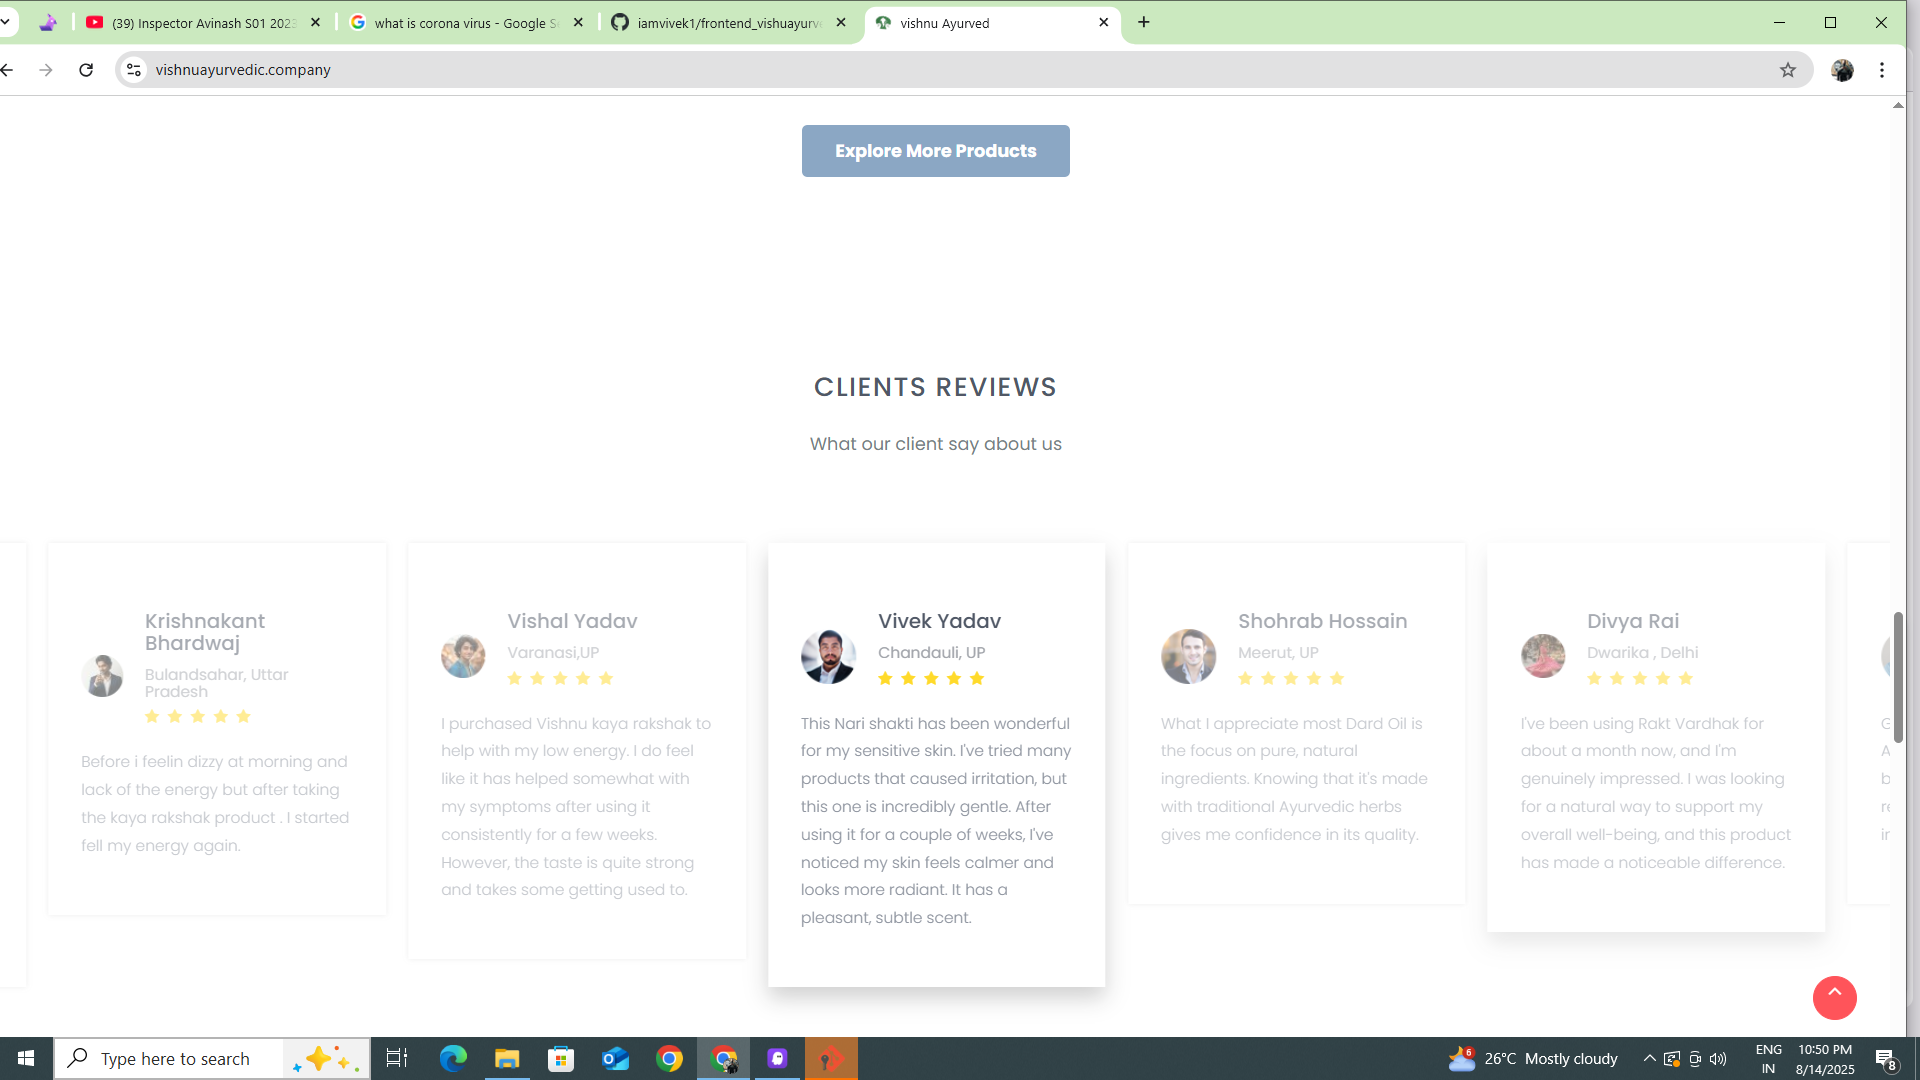 (39) Inspector Avinash S01 2023
what is corona virus - Google S
iamvivek1/frontend_vishuayurve
vishnu Ayurved
vishnuayurvedic.company
Explore More Products
CLIENTS REVIEWS
What our client say about us
Krishnakant
Bhardwaj
Bulandsahar, Uttar
Pradesh
Before i feelin dizzy at morning and
lack of the energy but after taking
the kaya rakshak product . I started
fell my energy again.
Vishal Yadav
Varanasi,UP
I purchased Vishnu kaya rakshak to
help with my low energy. I do feel
like it has helped somewhat with
my symptoms after using it
consistently for a few weeks.
However, the taste is quite strong
and takes some getting used to.
Vivek Yadav
Chandauli, UP
This Nari shakti has been wonderful
for my sensitive skin. I've tried many
products that caused irritation, but
this one is incredibly gentle. After
using it for a couple of weeks, I've
noticed my skin feels calmer and
looks more radiant. It has a
pleasant, subtle scent.
Shohrab Hossain
Meerut, UP
What I appreciate most Dard Oil is
the focus on pure, natural
ingredients. Knowing that it's made
with traditional Ayurvedic herbs
gives me confidence in its quality.
Divya Rai
Dwarika , Delhi
I've been using Rakt Vardhak for
about a month now, and I'm
genuinely impressed. I was looking
for a natural way to support my
overall well-being, and this product
has made a noticeable difference.
Type here to search
6
26°C Mostly cloudy
ENG
IN
10:50 PM
8/14/2025
8